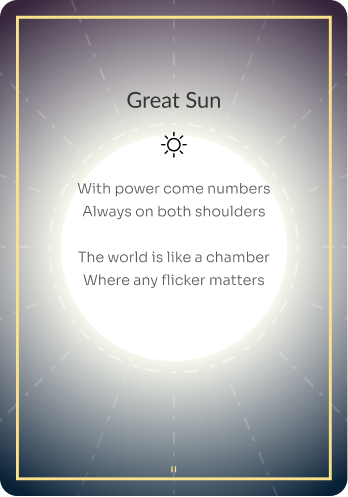 Great Sun
With power come numbers
Always on both shoulders
The world is like a chamber
Where any flicker matters